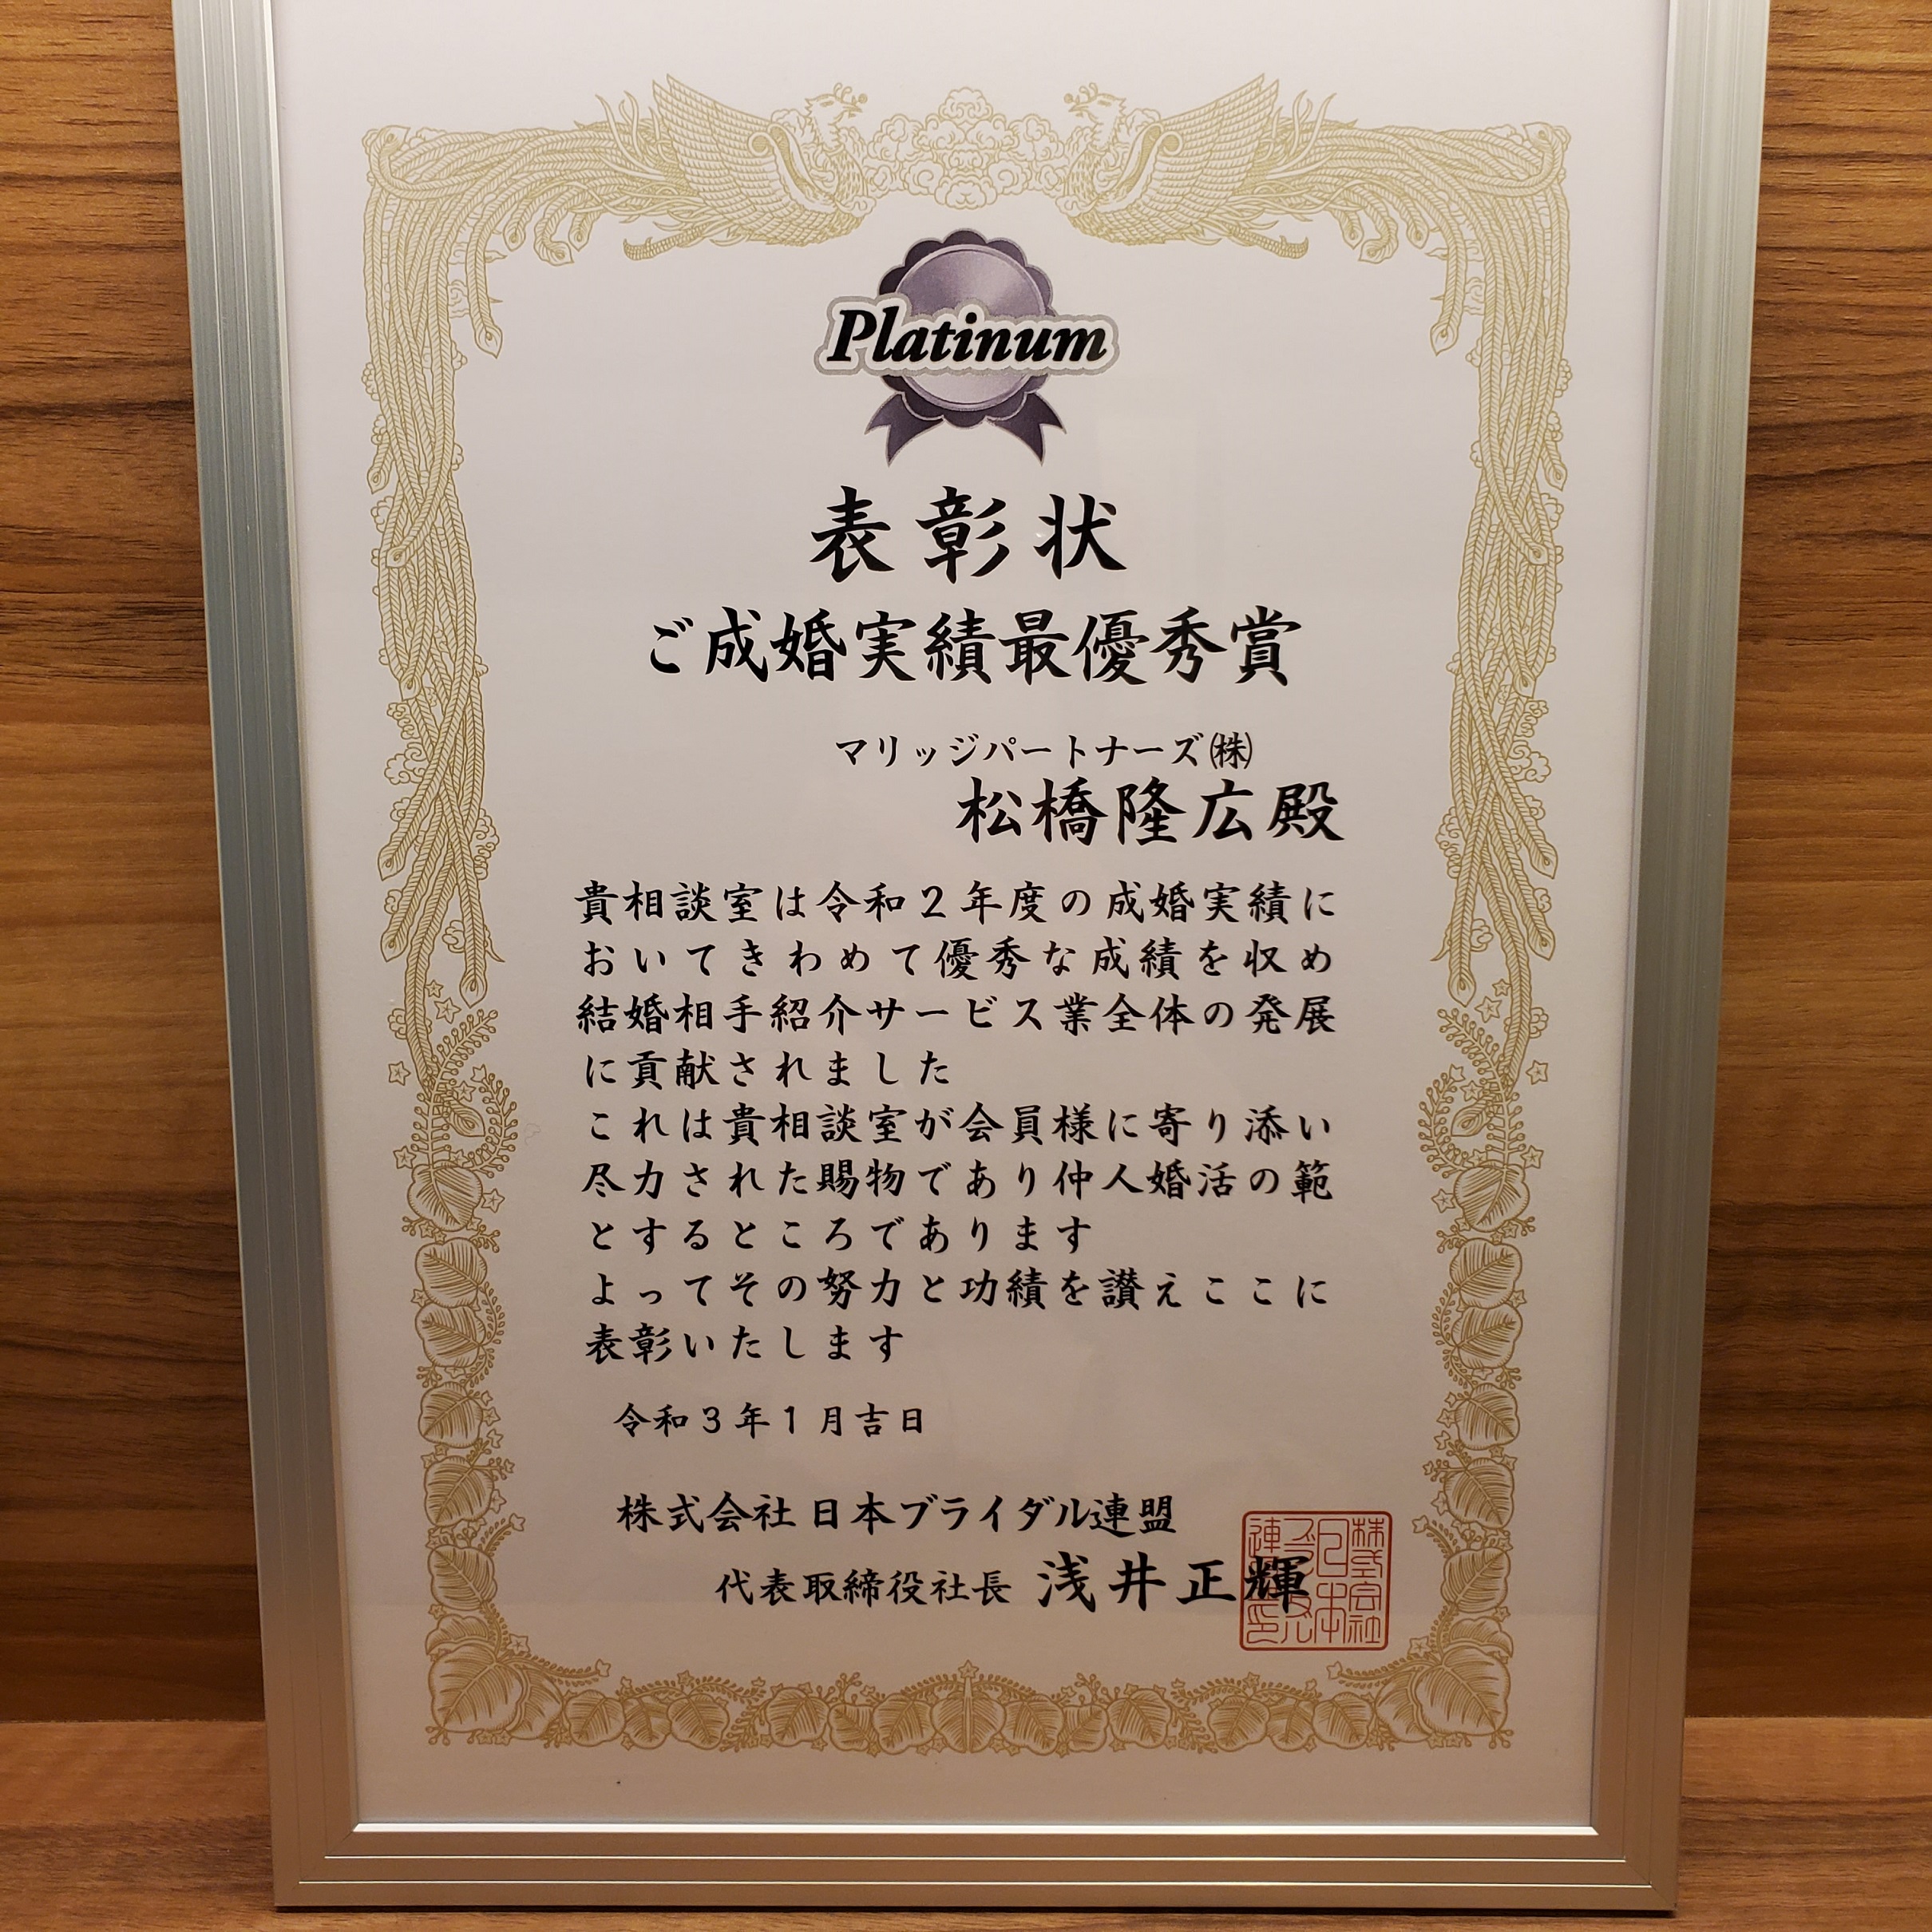 Platinum
表彰状
ご成婚実績最優秀賞
マリッジパートナーズ㈱
松橋隆広殿
貴相談室は令和2年度の成婚実績に
おいてきわめて優秀な成績を収め
結婚相手紹介サービス業全体の発展
に貢献されました
これは貴相談室が会員様に寄り添い
尽力された賜物であり仲人婚活の範
とするところであります
よってその努力と功績を讃えここに
表彰いたします
令和3年1月吉日
株式会社 日本ブライダル連盟
代表取締役社長 浅井正輝